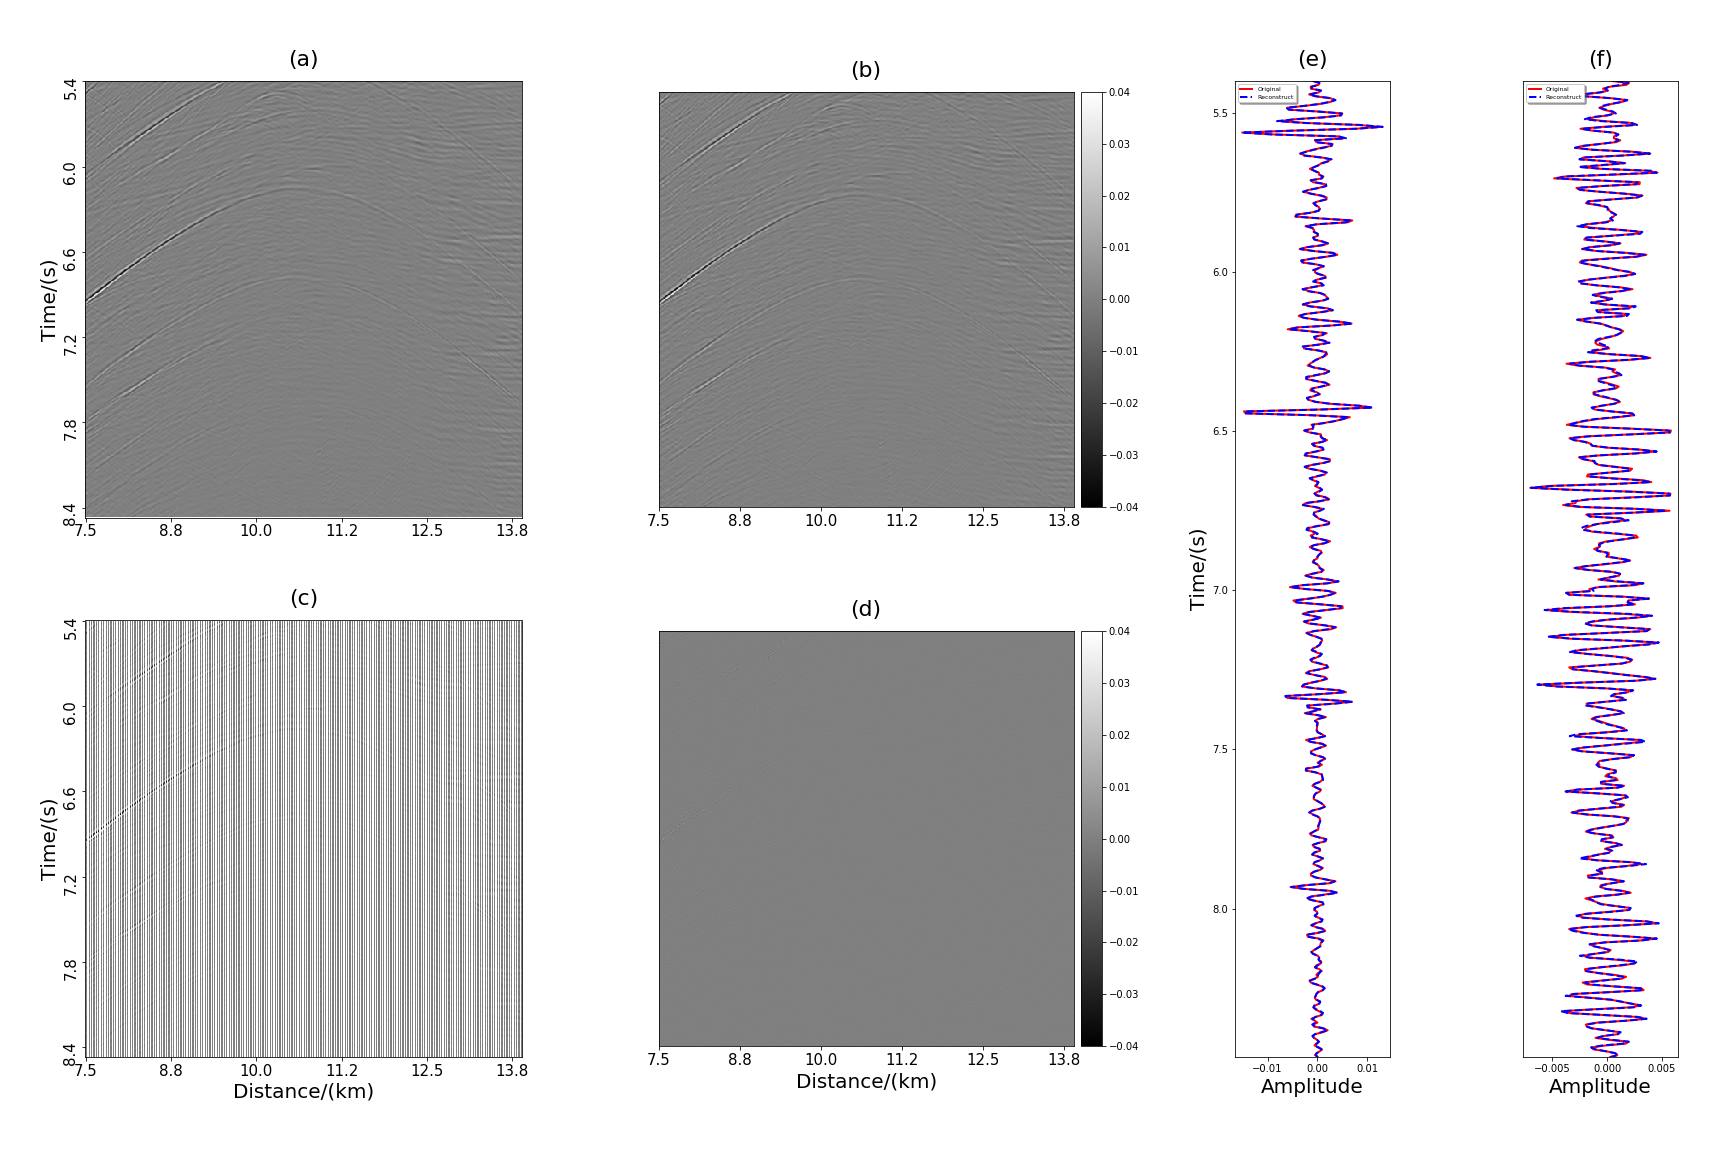 (a)
5.4
6.0
6.6
7.2
7.8
8.4
Time/(s)
7.5 8.8 10.0 11.2 12.5 13.8
(b)
0.04
0.03
0.02
0.01
0.00
−0.01
−0.02
−0.03
−0.04
7.5 8.8 10.0 11.2 12.5 13.8
(c)
5.4
6.0
6.6
7.2
7.8
8.4
Time/(s)
7.5 8.8 10.0 11.2 12.5 13.8
Distance/(km)
(d)
0.04
0.03
0.02
0.01
0.00
−0.01
−0.02
−0.03
−0.04
7.5 8.8 10.0 11.2 12.5 13.8
Distance/(km)
(e)
Original
Reconstruct
5.5
6.0
6.5
7.0
7.5
8.0
Time/(s)
−0.01 0.00 0.01
Amplitude
(f)
Original
Reconstruct
−0.005 0.000 0.005
Amplitude